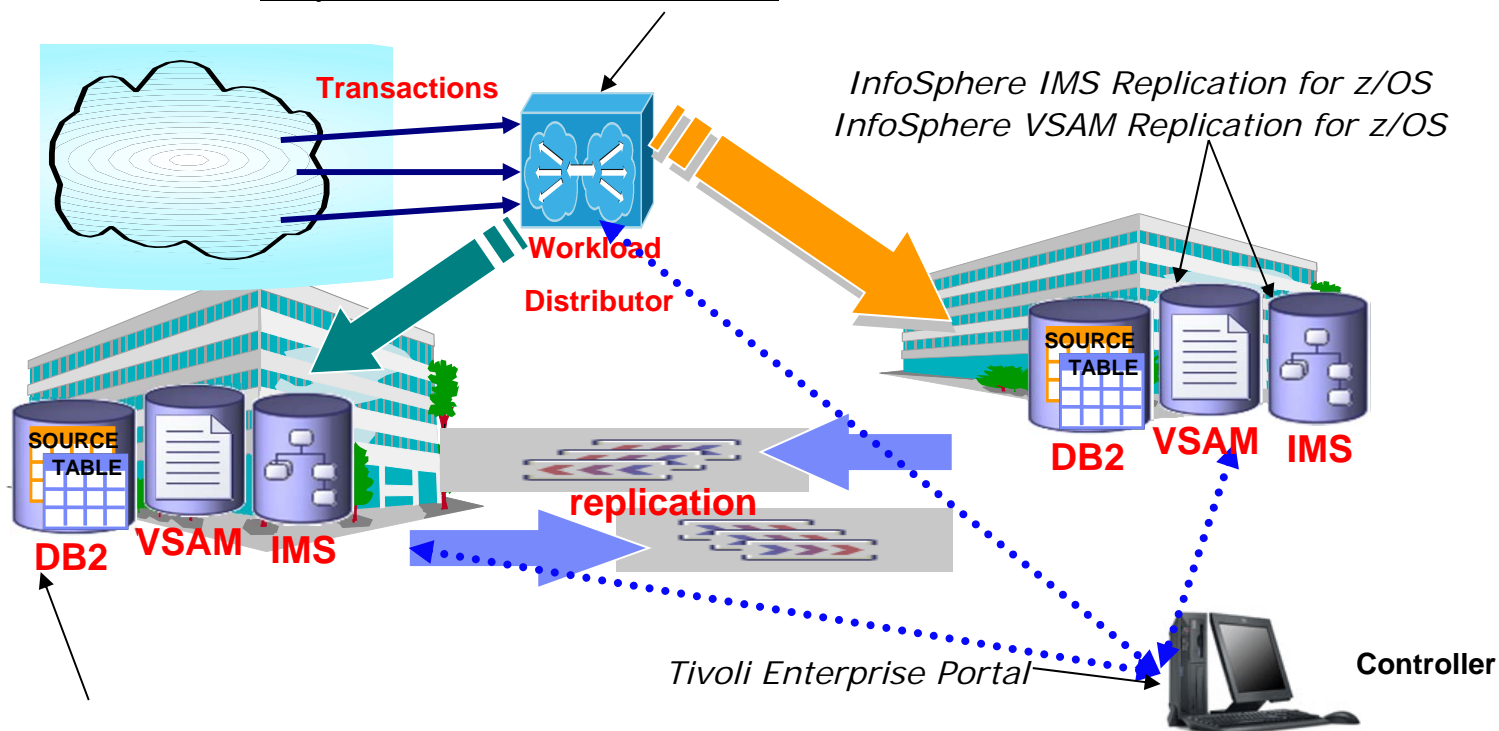 Transactions
InfoSphere IMS Replication for z/OS
InfoSphere VSAM Replication for z/OS
Workload
Distributor
SOURCE
TABLE
DB2
VSAM
IMS
SOURCE
TABLE
DB2
VSAM
IMS
replication
Tivoli Enterprise Portal
Controller